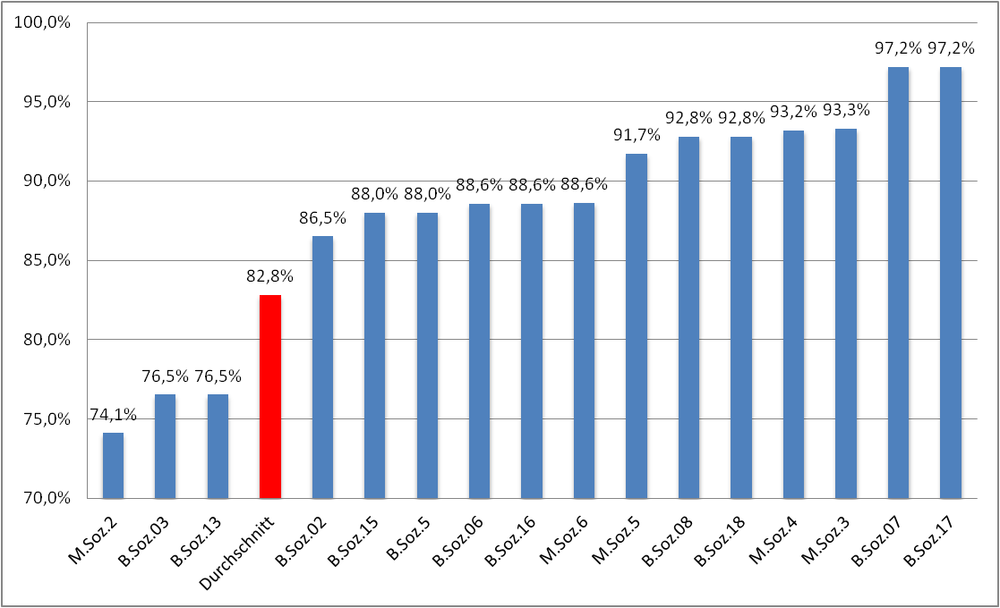 100,0%
95,0%
90,0%
85,0%
80,0%
75,0%
70,0%
74,1%
76,5%
76,5%
82,8%
86,5%
88,0%
88,0%
88,6%
88,6%
88,6%
91,7%
92,8%
92,8%
93,2%
93,3%
97,2%
97,2%
M.Soz.2
B.Soz.03
B.Soz.13
Durchschnitt
B.Soz.02
B.Soz.15
B.Soz.5
B.Soz.06
B.Soz.16
M.Soz.6
M.Soz.5
B.Soz.08
B.Soz.18
M.Soz.4
M.Soz.3
B.Soz.07
B.Soz.17